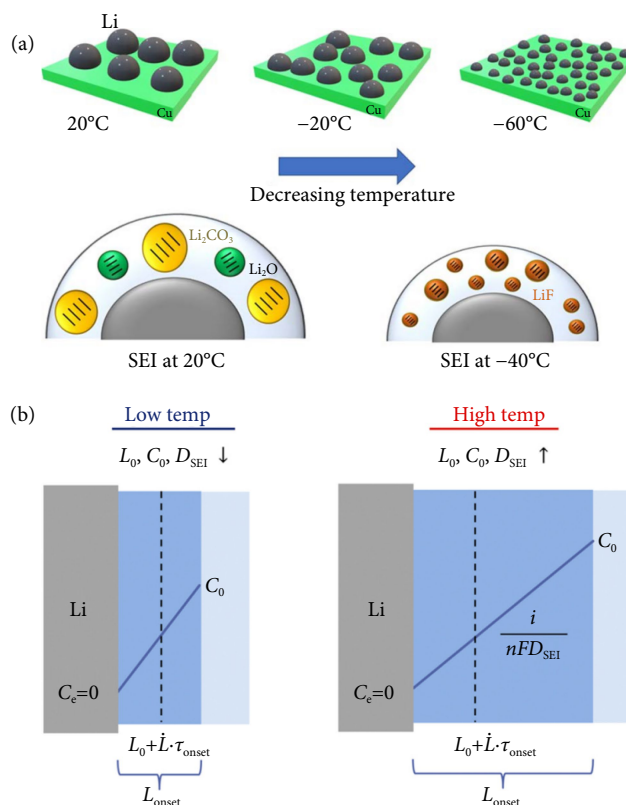 (a)
Li
Cu
Cu
Cu
20°C
−20°C
−60°C
Decreasing temperature
Li₂CO₃
Li₂O
LiF
SEI at 20°C
SEI at −40°C
(b)
Low temp
High temp
L₀, C₀, D_SEI ↓
L₀, C₀, D_SEI ↑
C₀
C₀
Li
Li
i
nFD_SEI
Cₑ=0
Cₑ=0
L₀+L̇·τ_onset
L₀+L̇·τ_onset
L_onset
L_onset